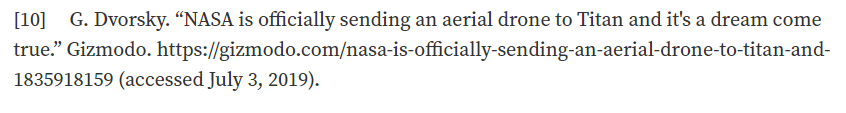 [10] G. Dvorsky. “NASA is officially sending an aerial drone to Titan and it's a dream come
true.” Gizmodo. https://gizmodo.com/nasa-is-officially-sending-an-aerial-drone-to-titan-and-
1835918159 (accessed July 3, 2019).